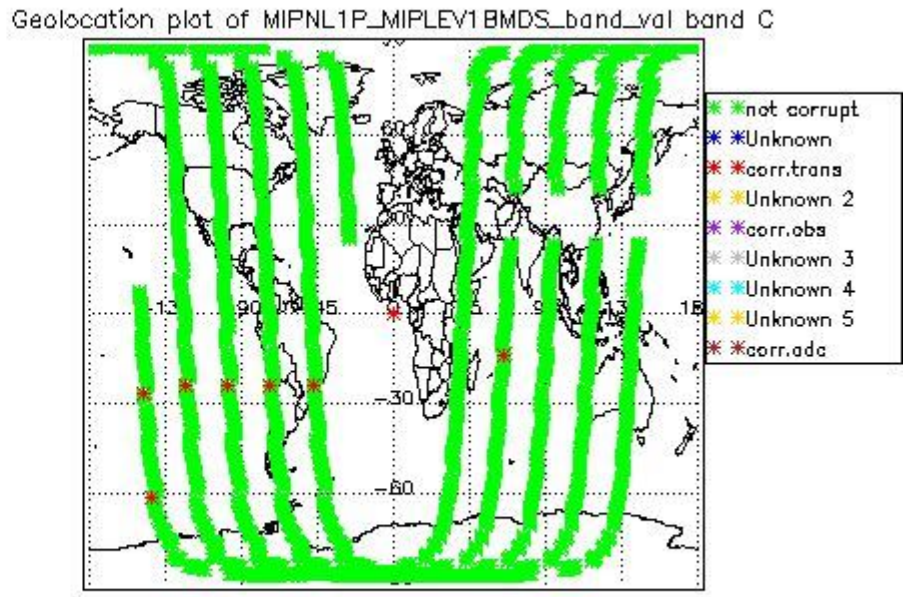 Geolocation plot of MIPNL1P_MIPLEV1BMDS_band_val band C
not corrupt
Unknown
corr.trans
Unknown 2
corr.obs
Unknown 3
Unknown 4
Unknown 5
corr.adc
60
-30
-60